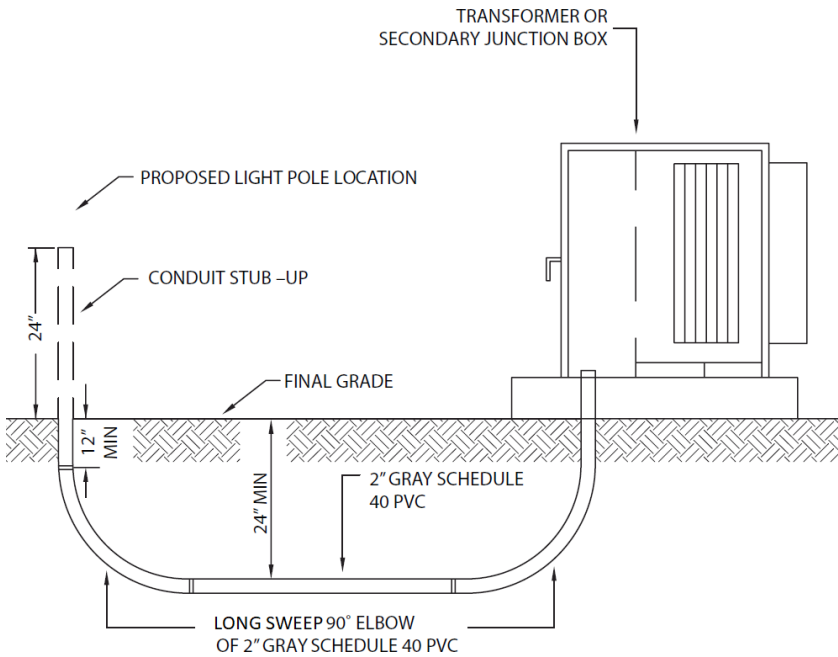 TRANSFORMER OR
SECONDARY JUNCTION BOX
PROPOSED LIGHT POLE LOCATION
CONDUIT STUB –UP
24”
FINAL GRADE
12”
MIN
24” MIN
2” GRAY SCHEDULE
40 PVC
LONG SWEEP 90° ELBOW
OF 2” GRAY SCHEDULE 40 PVC